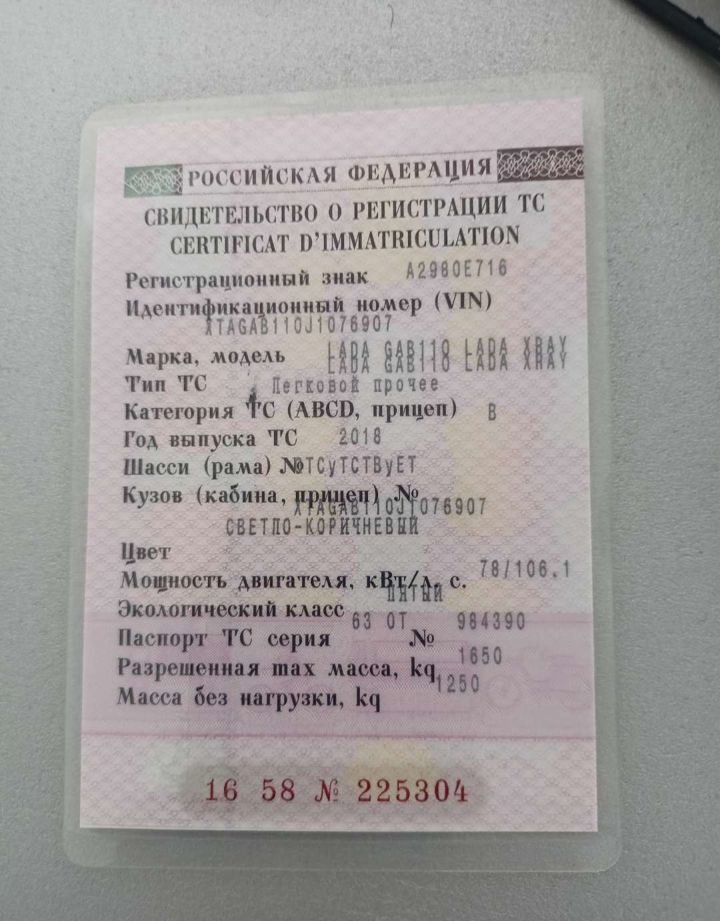 РОССИЙСКАЯ ФЕДЕРАЦИЯ
СВИДЕТЕЛЬСТВО О РЕГИСТРАЦИИ ТС
CERTIFICAT D'IMMATRICULATION
Регистрационный знак А298ОЕ716
Идентификационный номер (VIN)
XTAGAB110J1076907
Марка, модель LADA GAB110 LADA XRAY
LADA GAB110 LADA XRAY
Тип ТС Легковой прочее
Категория ТС (ABCD, прицеп) B
Год выпуска ТС 2018
Шасси (рама) № ОТСуТСТВуЕТ
Кузов (кабина, прицеп) №
XTAGAB110J1076907
СВЕТЛО-КОРИЧНЕВЫЙ
Цвет
Мощность двигателя, кВт/л. с. 78/106.1
ПЯТЫЙ
Экологический класс
63 ОТ 984390
Паспорт ТС серия №
Разрешенная max масса, kq 1650
Масса без нагрузки, kq 1250
16 58 № 225304